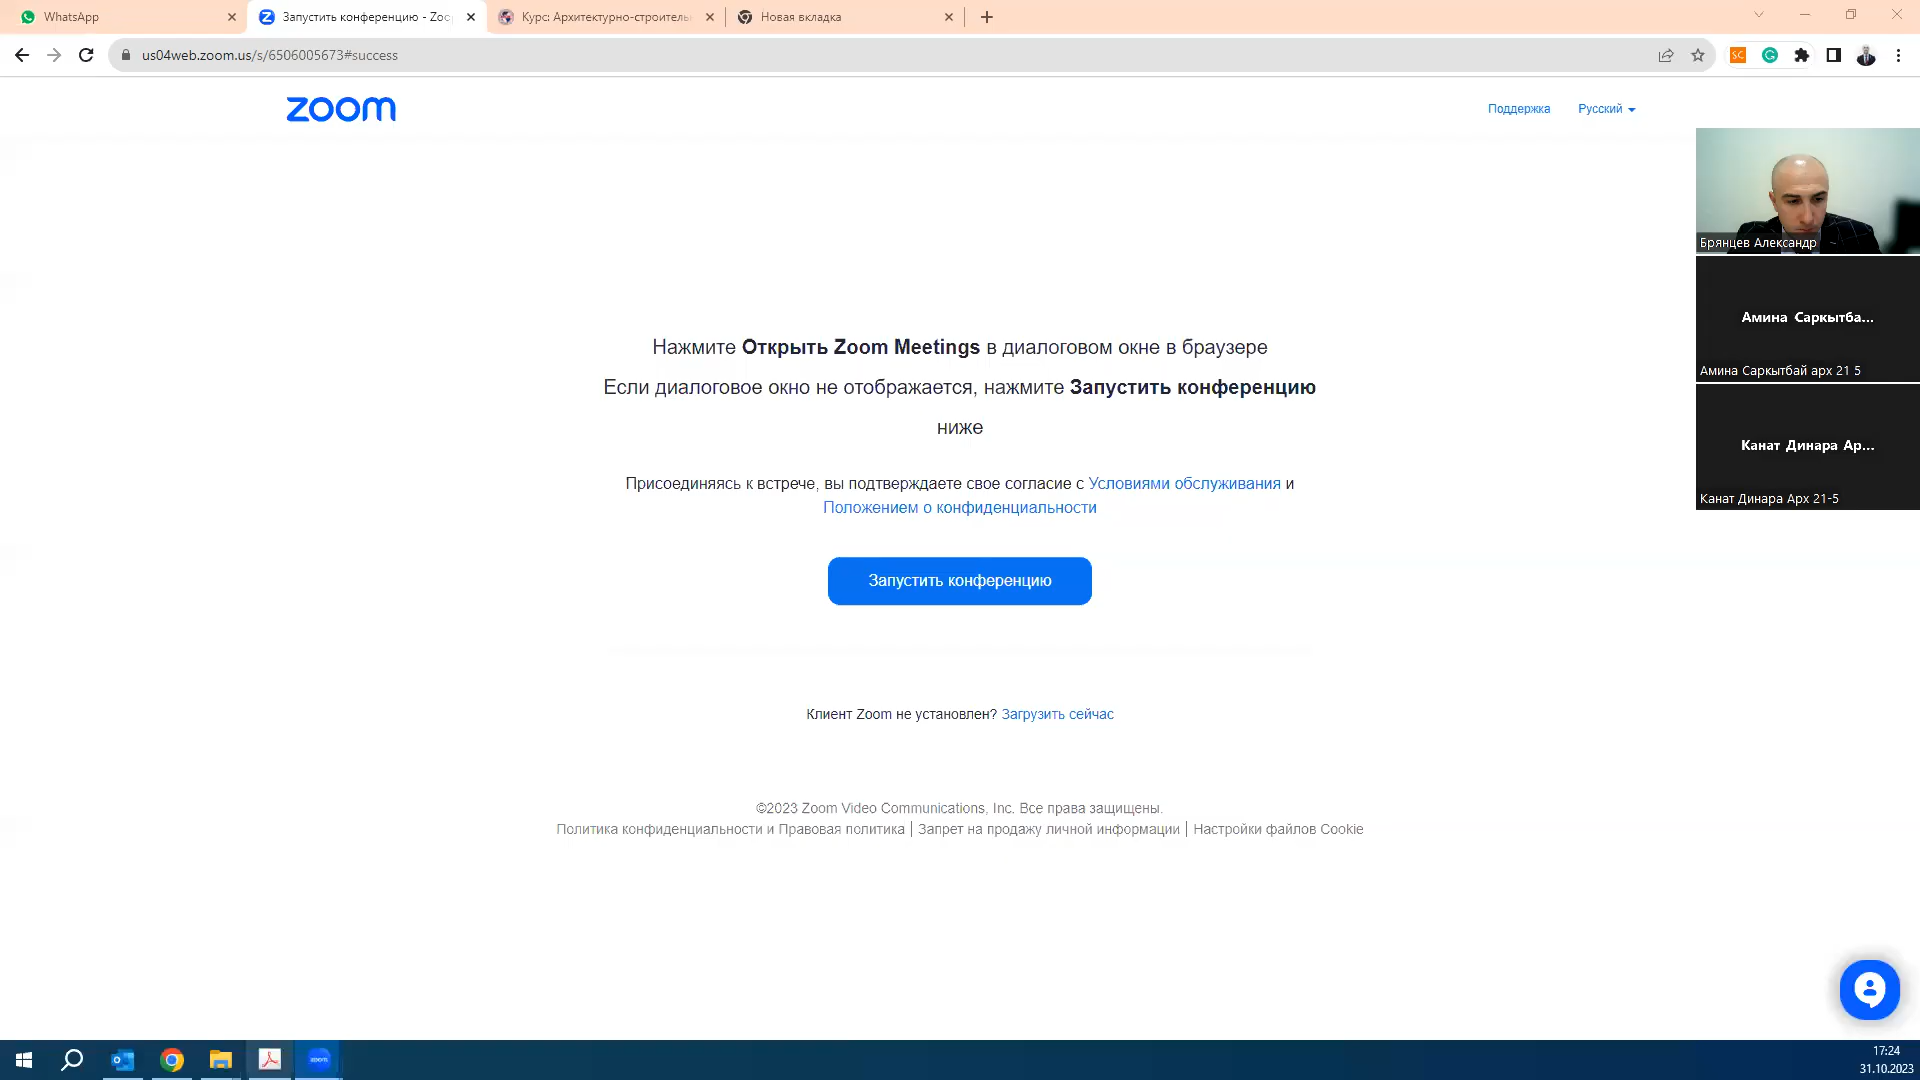 WhatsApp
Запустить конференцию - Zoo
Курс: Архитектурно-строитель
Новая вкладка
us04web.zoom.us/s/6506005673#success
zoom
Поддержка
Русский
Брянцев Александр
Амина Саркытба...
Амина Саркытбай арх 21 5
Канат Динара Ар...
Канат Динара Арх 21-5
Нажмите Открыть Zoom Meetings в диалоговом окне в браузере
Если диалоговое окно не отображается, нажмите Запустить конференцию
ниже
Присоединяясь к встрече, вы подтверждаете свое согласие с Условиями обслуживания и
Положением о конфиденциальности
Запустить конференцию
Клиент Zoom не установлен? Загрузить сейчас
©2023 Zoom Video Communications, Inc. Все права защищены.
Политика конфиденциальности и Правовая политика | Запрет на продажу личной информации | Настройки файлов Cookie
zoom
17:24
31.10.2023